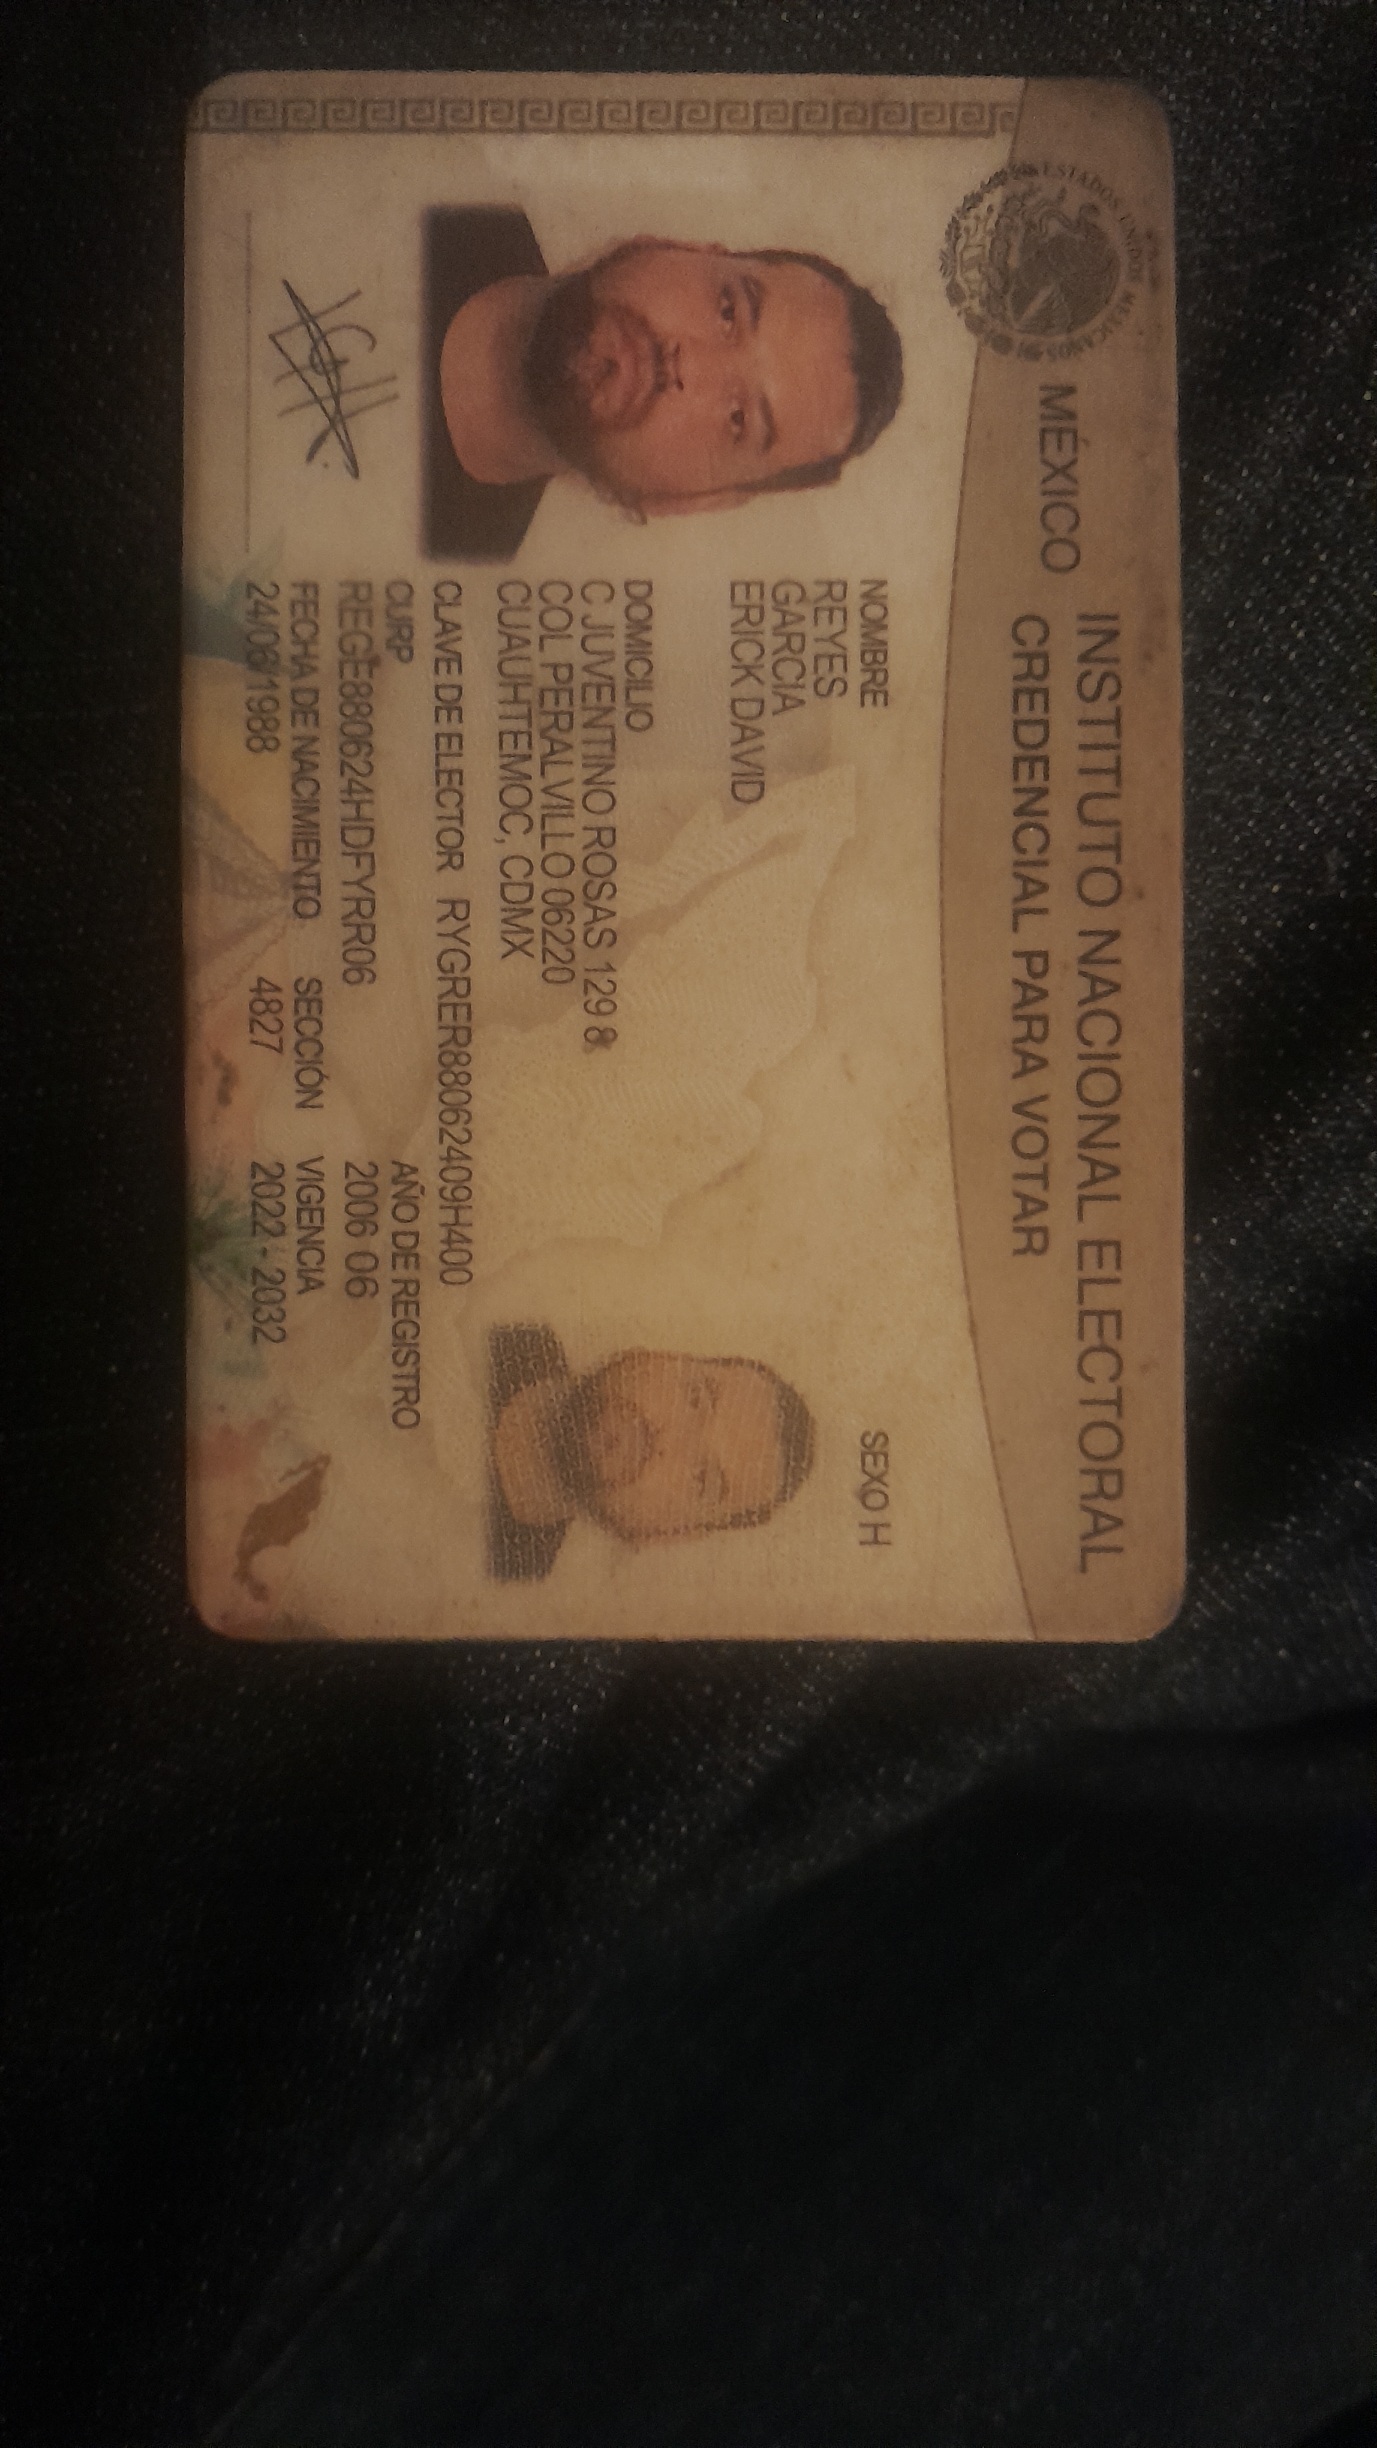 ESTADOS UNIDOS MEXICANOS
MÉXICO
INSTITUTO NACIONAL ELECTORAL
CREDENCIAL PARA VOTAR
NOMBRE
REYES
GARCIA
ERICK DAVID
SEXO H
DOMICILIO
C JUVENTINO ROSAS 129 8
COL PERALVILLO 06220
CUAUHTEMOC, CDMX
CLAVE DE ELECTOR RYGRER88062409H400
CURP
REGE880624HDFYRR06
AÑO DE REGISTRO
2006 06
FECHA DE NACIMIENTO
24/06/1988
SECCIÓN
4827
VIGENCIA
2022 - 2032